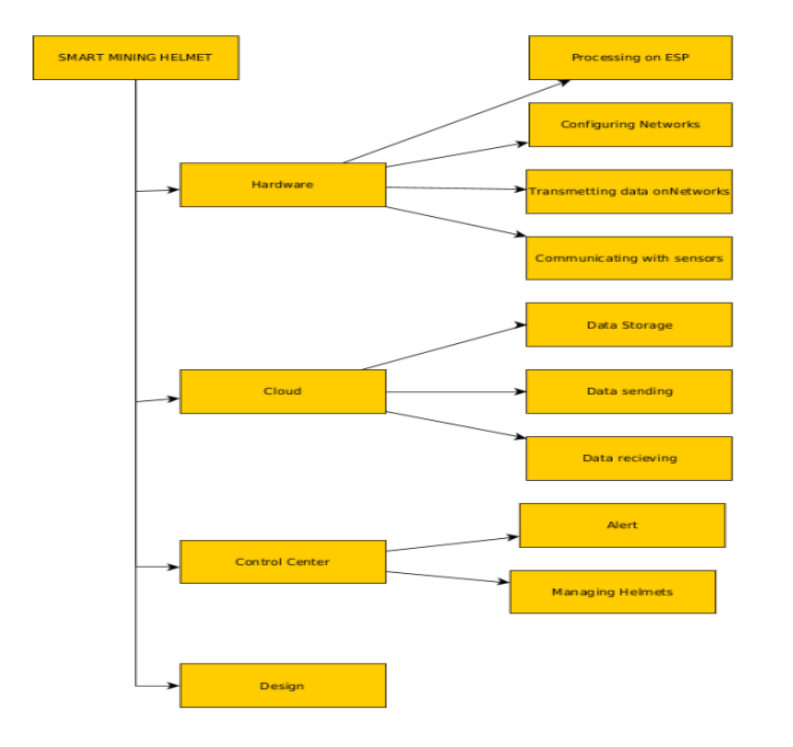 SMART MINING HELMET
Processing on ESP
Configuring Networks
Hardware
Transmetting data onNetworks
Communicating with sensors
Data Storage
Cloud
Data sending
Data recieving
Alert
Control Center
Managing Helmets
Design